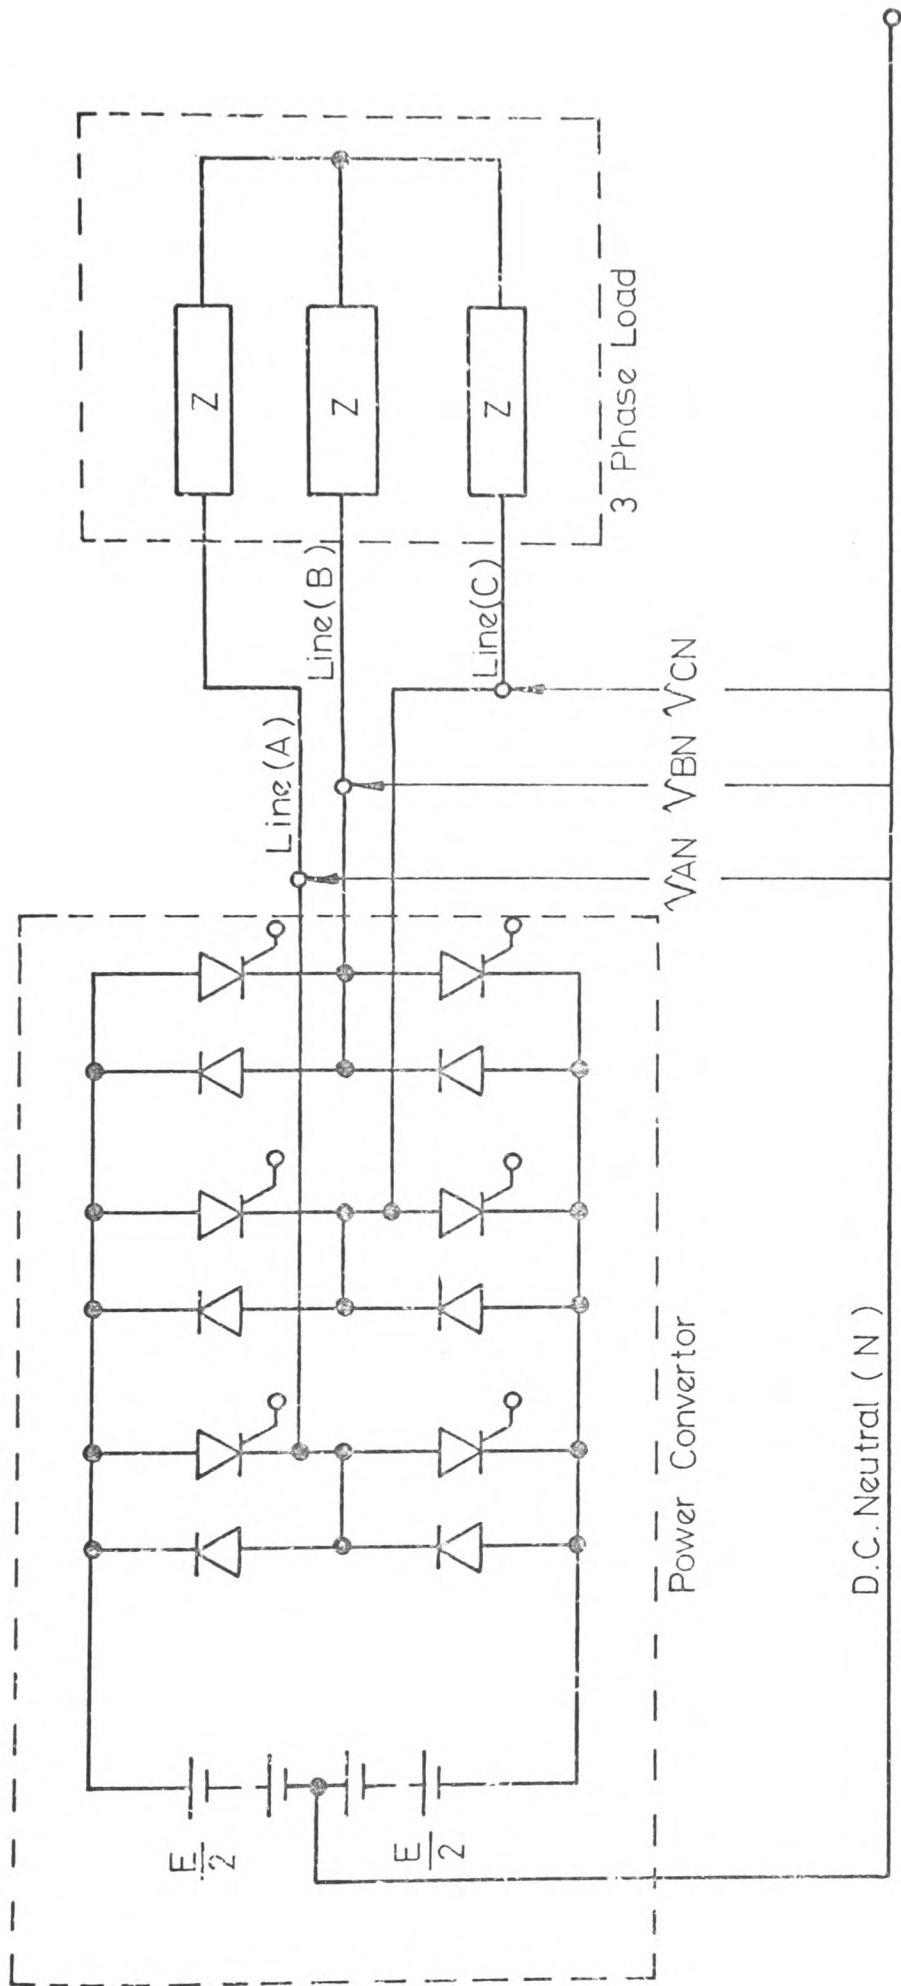 E/2
E/2
Power Convertor
Line(A)
Line(B)
Line(C)
VAN VBN VCN
Z
Z
Z
3 Phase Load
D.C.Neutral (N)